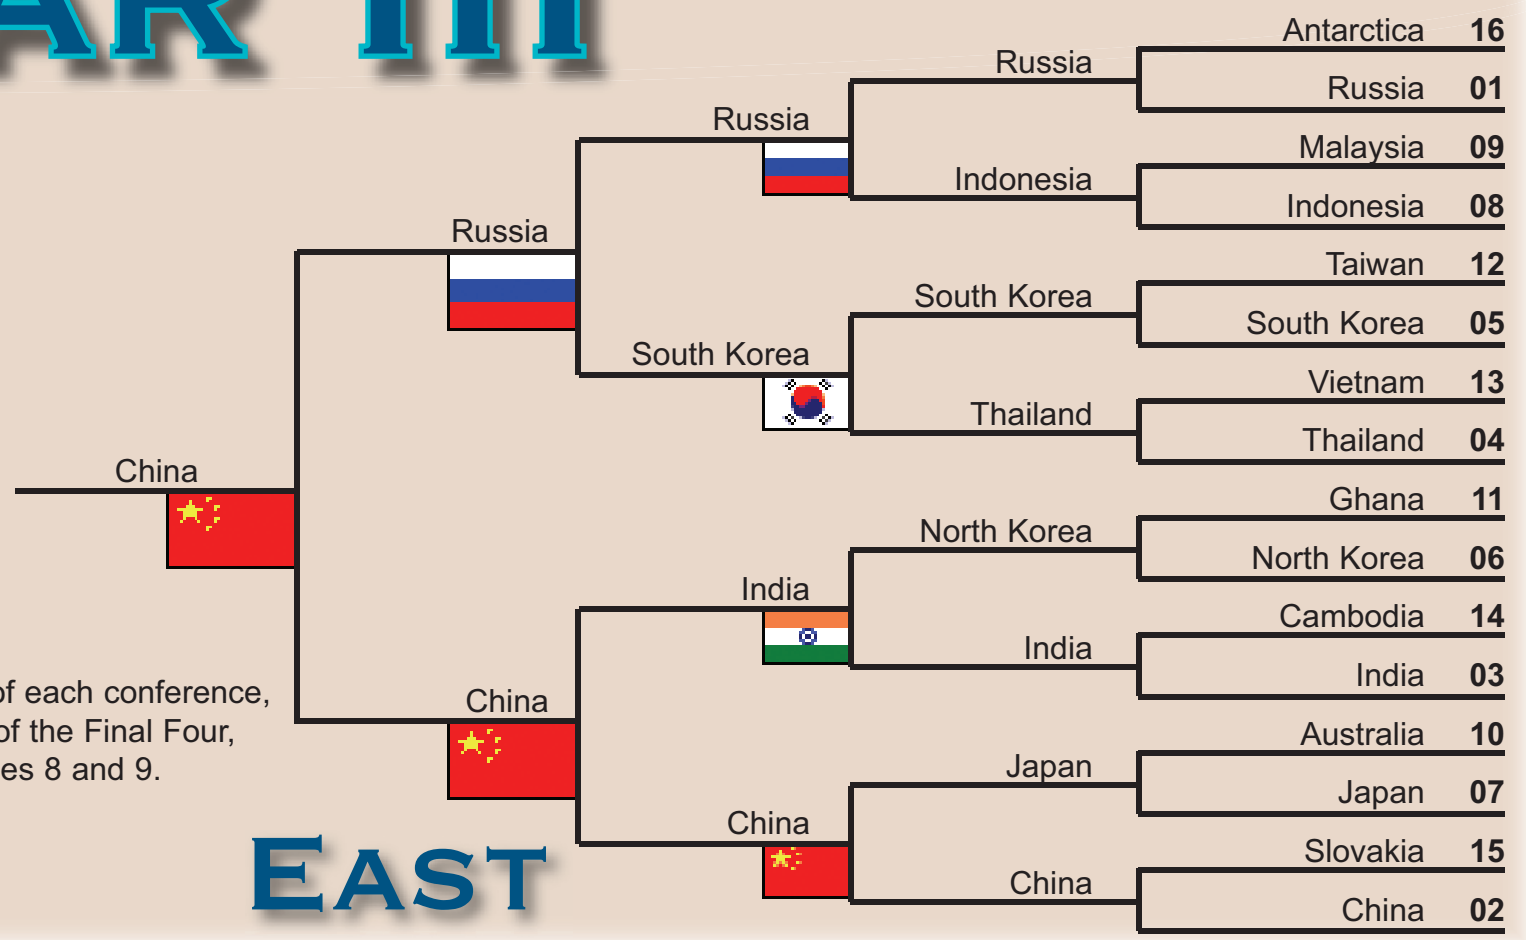 AR III
Antarctica 16
Russia
Russia 01
Russia
Malaysia 09
Indonesia
Indonesia 08
Russia
Taiwan 12
South Korea
South Korea 05
South Korea
Vietnam 13
Thailand
Thailand 04
China
Ghana 11
North Korea
North Korea 06
India
Cambodia 14
India
India 03
of each conference,
China
of the Final Four,
Australia 10
es 8 and 9.
Japan
Japan 07
China
Slovakia 15
China
China 02
EAST